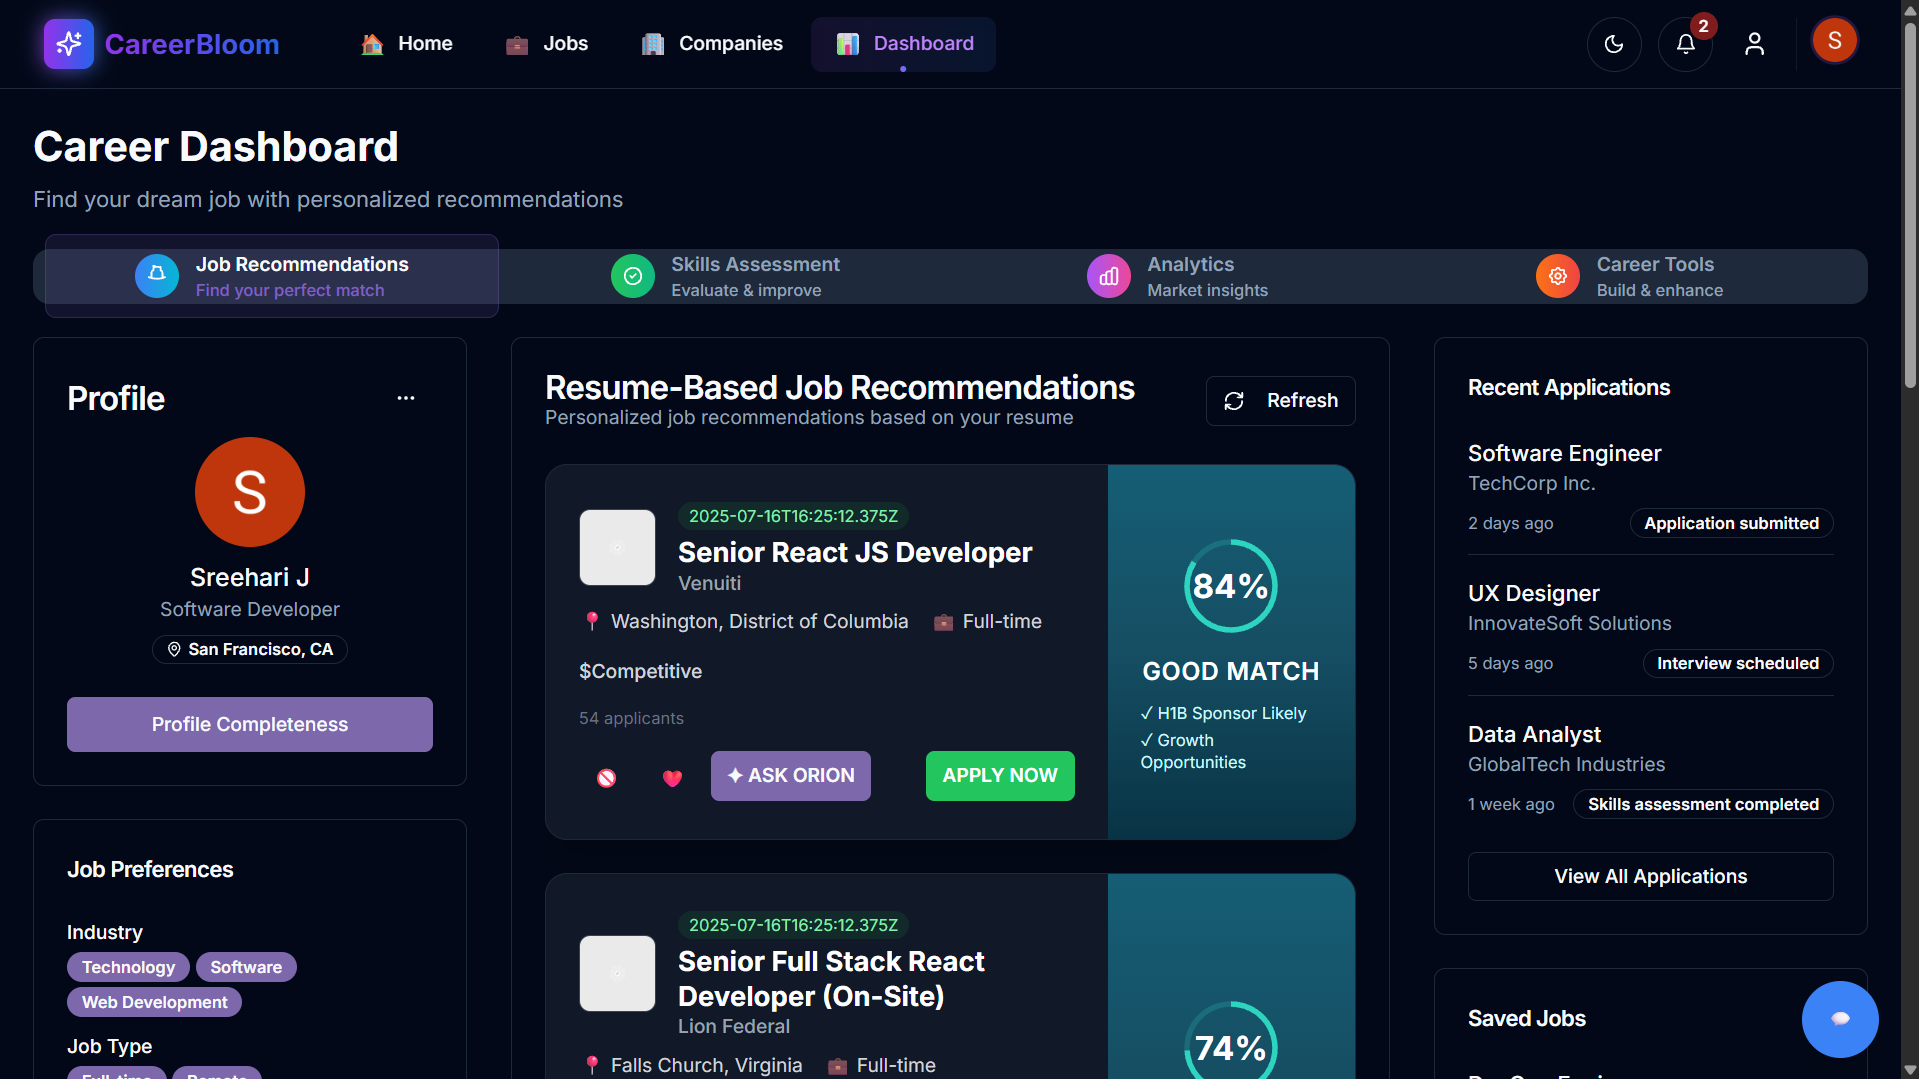 CareerBloom
Home
Jobs
Companies
Dashboard
2
S
Career Dashboard
Find your dream job with personalized recommendations
Job Recommendations
Find your perfect match
Skills Assessment
Evaluate & improve
Analytics
Market insights
Career Tools
Build & enhance
Profile
S
Sreehari J
Software Developer
San Francisco, CA
Profile Completeness
Job Preferences
Industry
Technology
Software
Web Development
Job Type
Full-time
Remote
Resume-Based Job Recommendations
Personalized job recommendations based on your resume
Refresh
2025-07-16T16:25:12.375Z
Senior React JS Developer
Venuiti
Washington, District of Columbia
Full-time
$Competitive
54 applicants
ASK ORION
APPLY NOW
84%
GOOD MATCH
✓ H1B Sponsor Likely
✓ Growth
Opportunities
2025-07-16T16:25:12.375Z
Senior Full Stack React
Developer (On-Site)
Lion Federal
Falls Church, Virginia
Full-time
74%
Recent Applications
Software Engineer
TechCorp Inc.
2 days ago
Application submitted
UX Designer
InnovateSoft Solutions
5 days ago
Interview scheduled
Data Analyst
GlobalTech Industries
1 week ago
Skills assessment completed
View All Applications
Saved Jobs